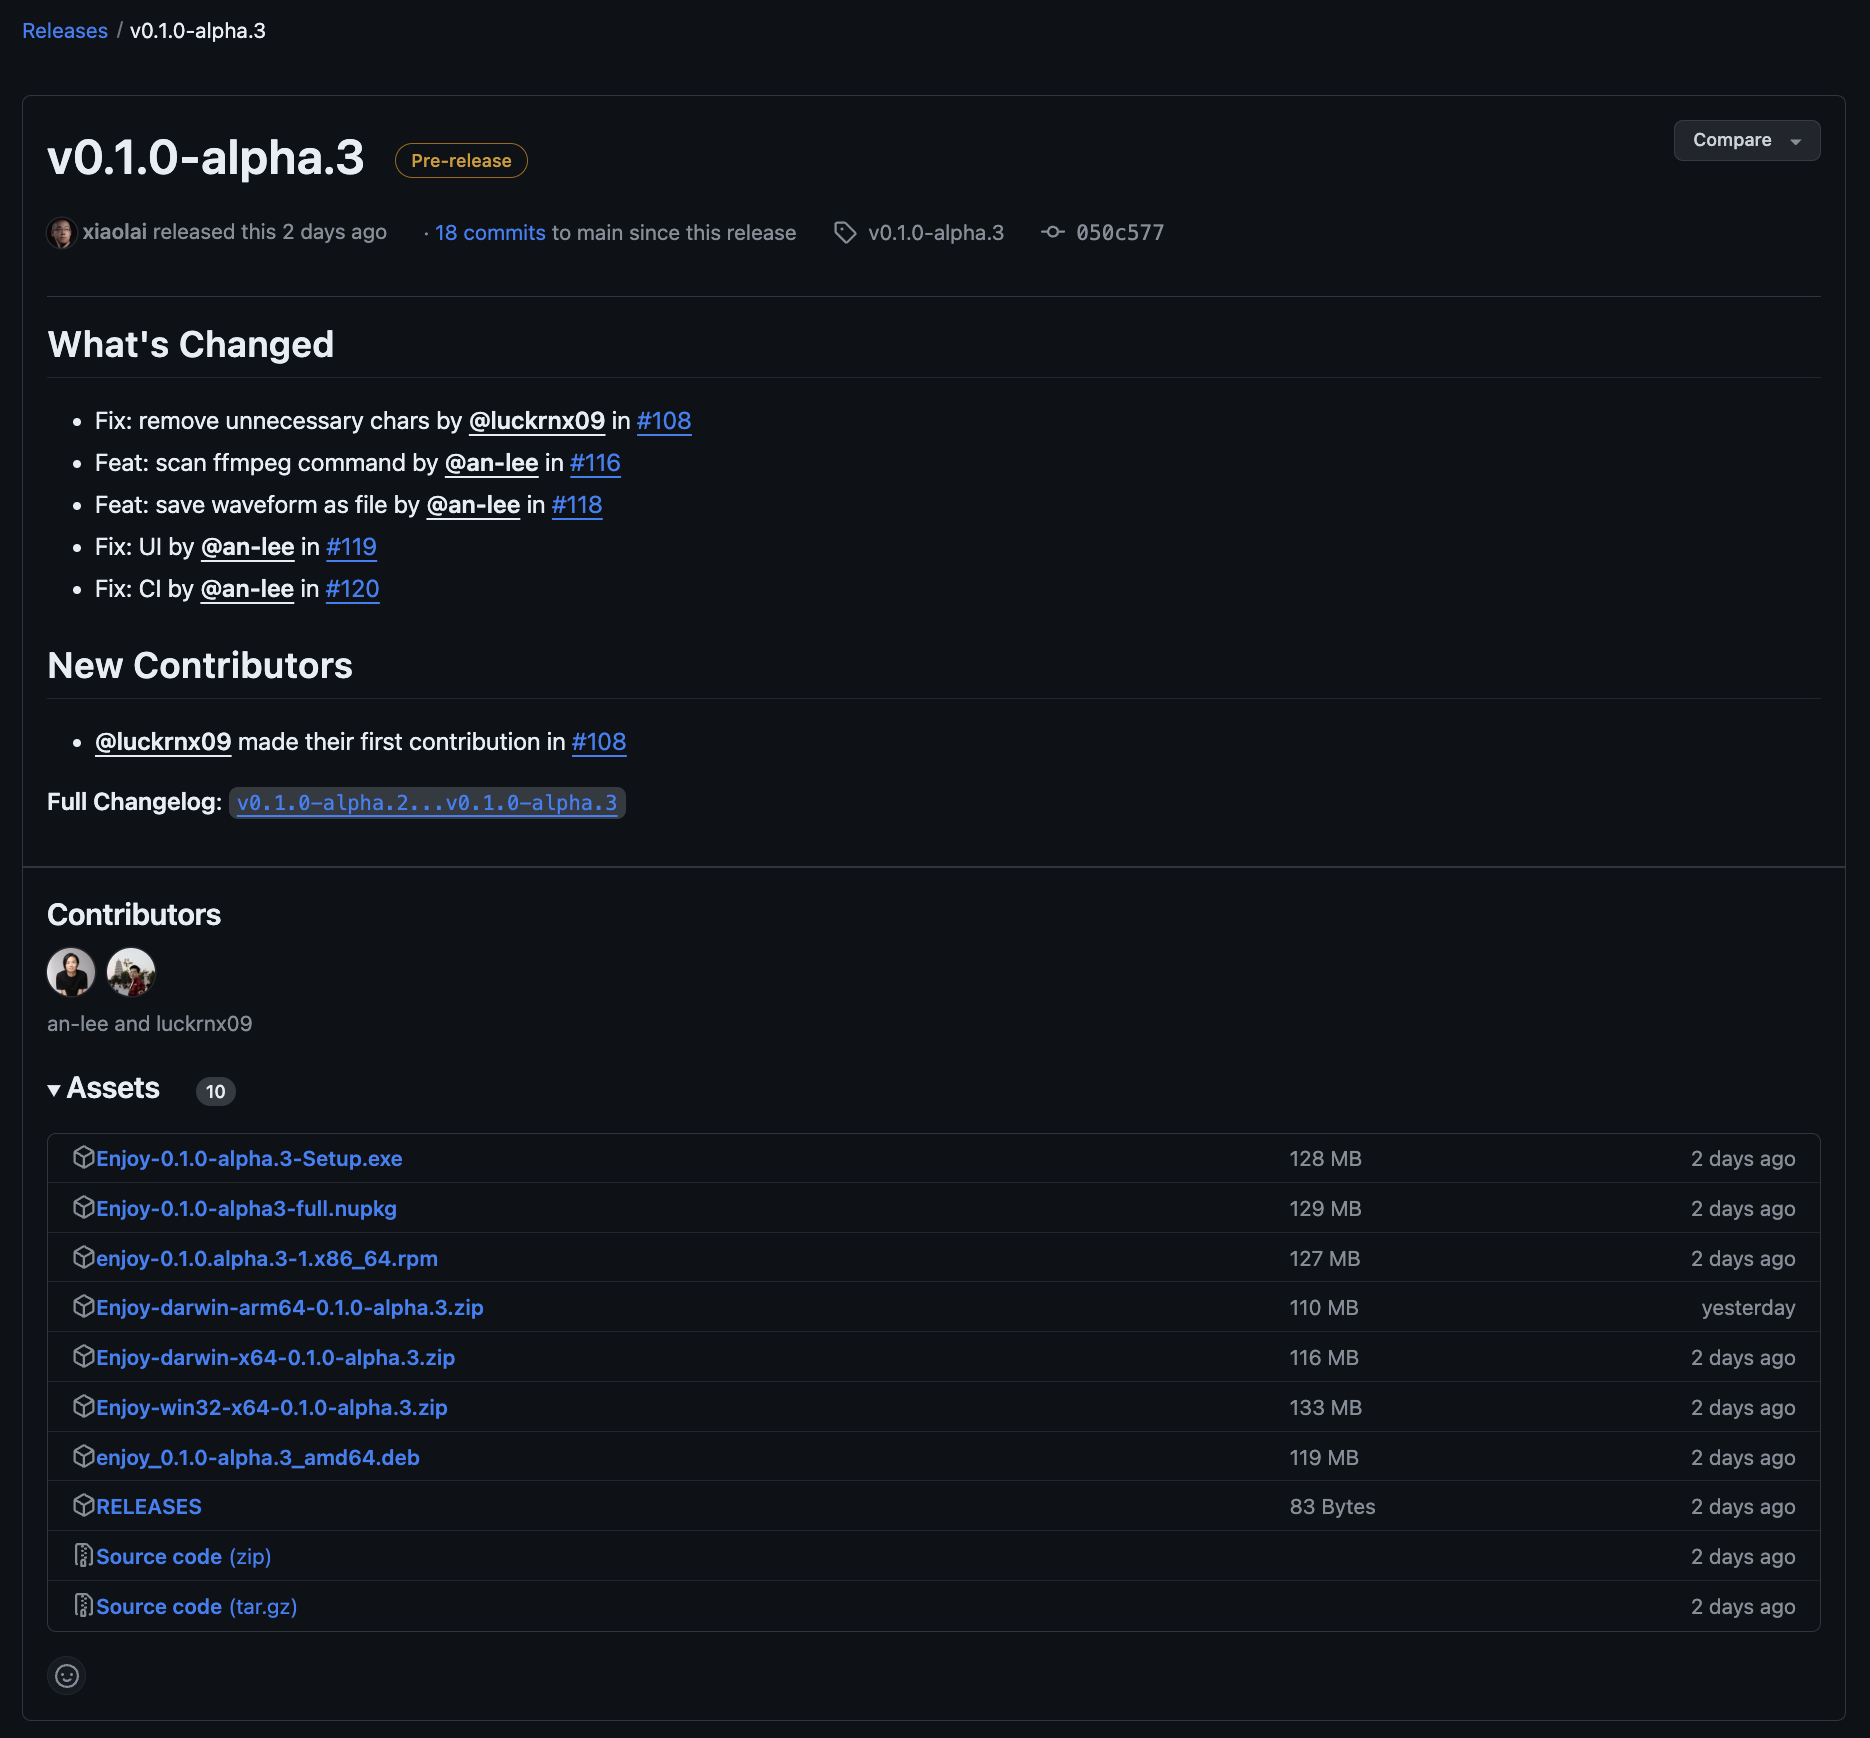 Releases / v0.1.0-alpha.3
v0.1.0-alpha.3 Pre-release Compare
xiaolai released this 2 days ago · 18 commits to main since this release v0.1.0-alpha.3 050c577
What's Changed
• Fix: remove unnecessary chars by @luckrnx09 in #108
• Feat: scan ffmpeg command by @an-lee in #116
• Feat: save waveform as file by @an-lee in #118
• Fix: UI by @an-lee in #119
• Fix: CI by @an-lee in #120
New Contributors
• @luckrnx09 made their first contribution in #108
Full Changelog: v0.1.0-alpha.2...v0.1.0-alpha.3
Contributors
an-lee and luckrnx09
Assets 10
Enjoy-0.1.0-alpha.3-Setup.exe 128 MB 2 days ago
Enjoy-0.1.0-alpha3-full.nupkg 129 MB 2 days ago
enjoy-0.1.0.alpha.3-1.x86_64.rpm 127 MB 2 days ago
Enjoy-darwin-arm64-0.1.0-alpha.3.zip 110 MB yesterday
Enjoy-darwin-x64-0.1.0-alpha.3.zip 116 MB 2 days ago
Enjoy-win32-x64-0.1.0-alpha.3.zip 133 MB 2 days ago
enjoy_0.1.0-alpha.3_amd64.deb 119 MB 2 days ago
RELEASES 83 Bytes 2 days ago
Source code (zip) 2 days ago
Source code (tar.gz) 2 days ago